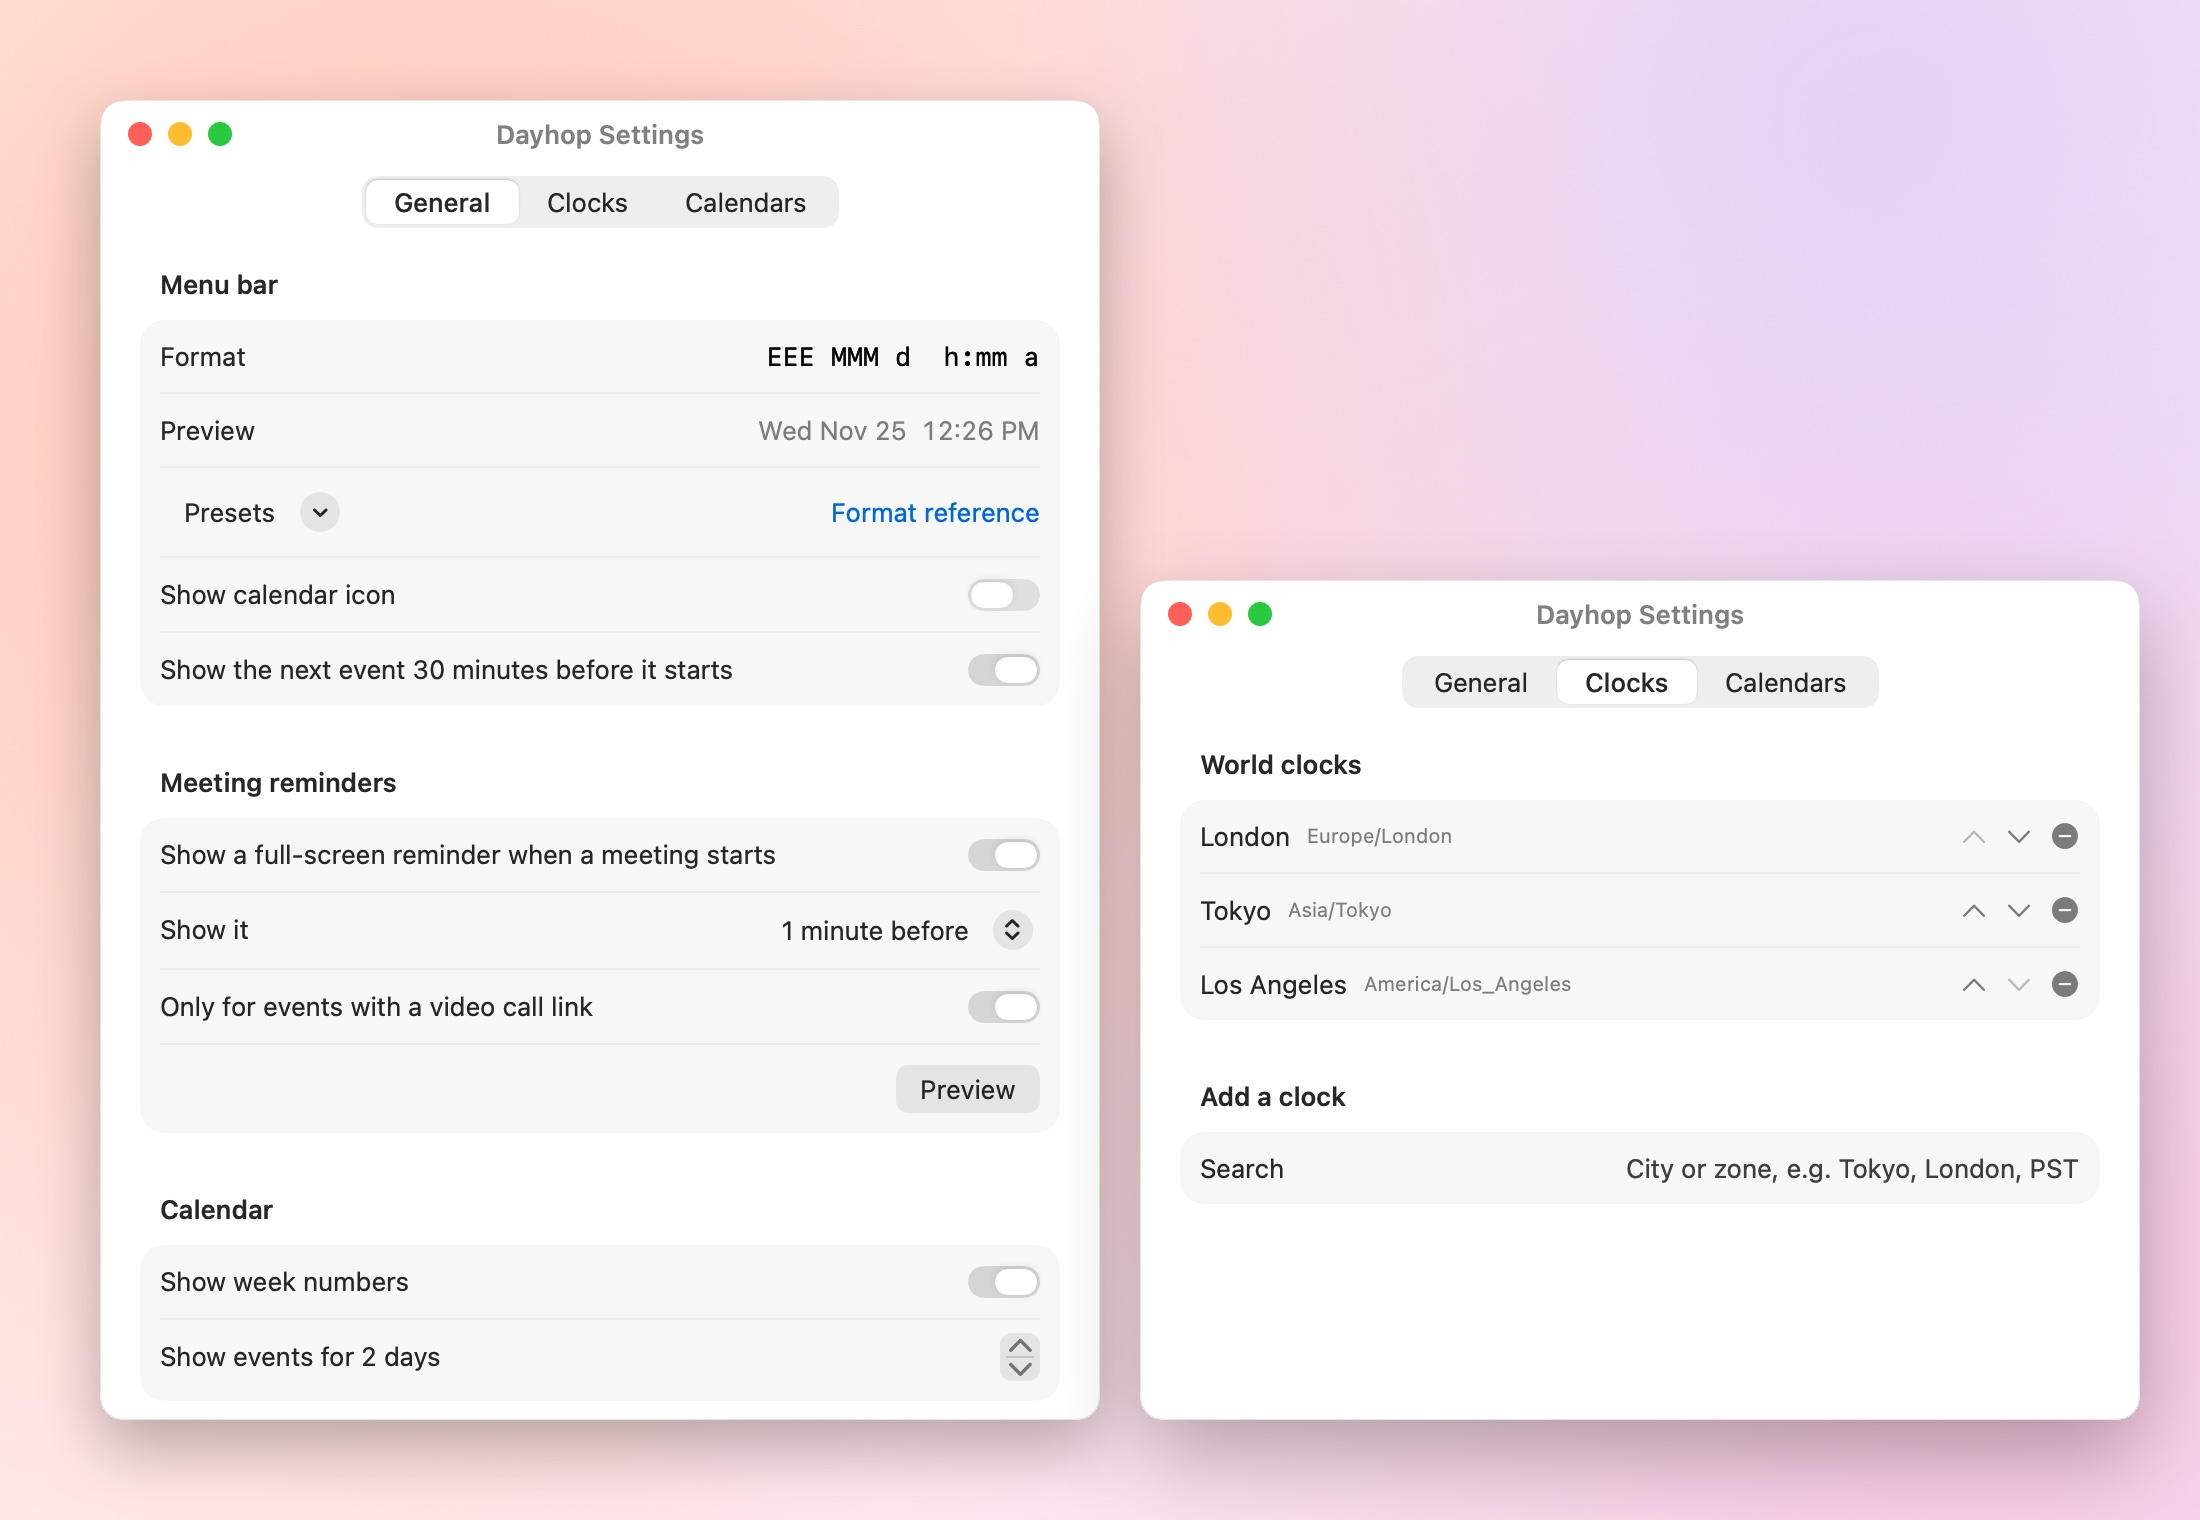 Dayhop Settings
General Clocks Calendars
Menu bar
Format EEE MMM d  h:mm a
Preview Wed Nov 25  12:26 PM
Presets Format reference
Show calendar icon
Show the next event 30 minutes before it starts
Meeting reminders
Show a full-screen reminder when a meeting starts
Show it 1 minute before
Only for events with a video call link
Preview
Calendar
Show week numbers
Show events for 2 days
Dayhop Settings
General Clocks Calendars
World clocks
London Europe/London
Tokyo Asia/Tokyo
Los Angeles America/Los_Angeles
Add a clock
Search City or zone, e.g. Tokyo, London, PST